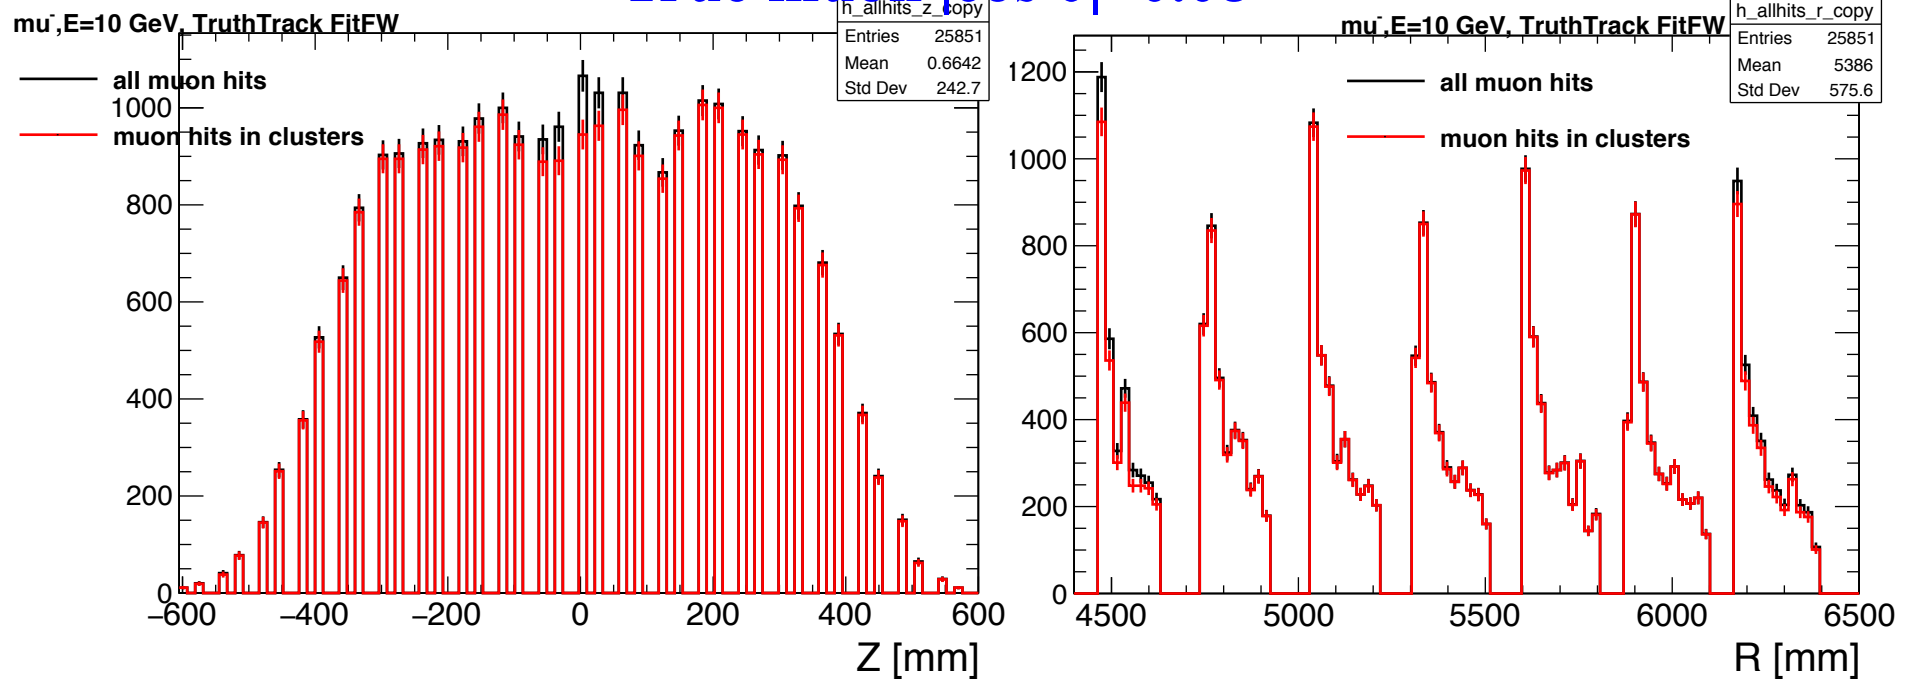 mu⁻,E=10 GeV, TruthTrack FitFW
h_allhits_z_copy
Entries 25851
Mean 0.6642
Std Dev 242.7
all muon hits
muon hits in clusters
1000
800
600
400
200
0
−600 −400 −200 0 200 400 600
Z [mm]
mu⁻,E=10 GeV, TruthTrack FitFW
h_allhits_r_copy
Entries 25851
Mean 5386
Std Dev 575.6
all muon hits
muon hits in clusters
1200
1000
800
600
400
200
0
4500 5000 5500 6000 6500
R [mm]